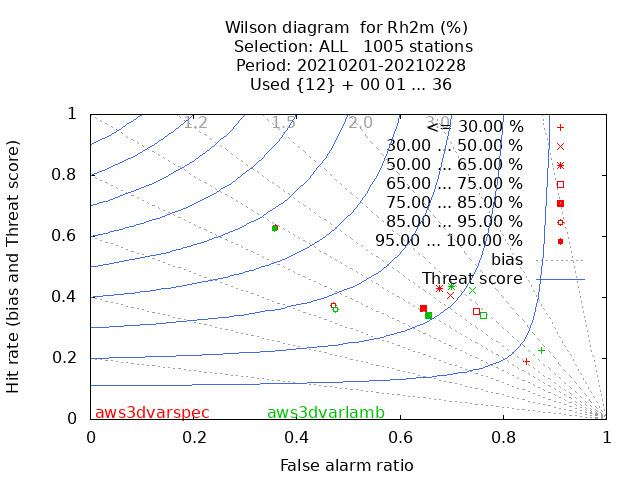 Wilson diagram  for Rh2m (%)
Selection: ALL   1005 stations
Period: 20210201-20210228
Used {12} + 00 01 ... 36
Hit rate (bias and Threat score)
1
0.8
0.6
0.4
0.2
0
1.2
1.5
2.0
3.0
<= 30.00 %
30.00 ... 50.00 %
50.00 ... 65.00 %
65.00 ... 75.00 %
75.00 ... 85.00 %
85.00 ... 95.00 %
95.00 ... 100.00 %
bias
Threat score
aws3dvarspec
aws3dvarlamb
0
0.2
0.4
0.6
0.8
1
False alarm ratio